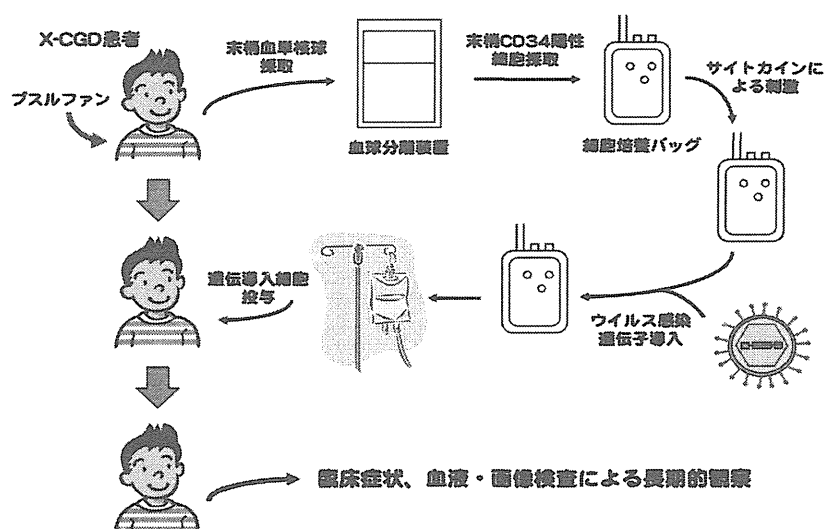 X-CGD患者
ブスルファン
末梢血単核球
採取
血球分離装置
末梢CD34陽性
細胞採取
細胞培養バッグ
サイトカインに
よる刺激
ウイルス感染
遺伝子導入
遺伝導入細胞
投与
臨床症状、血液・画像検査による長期的観察